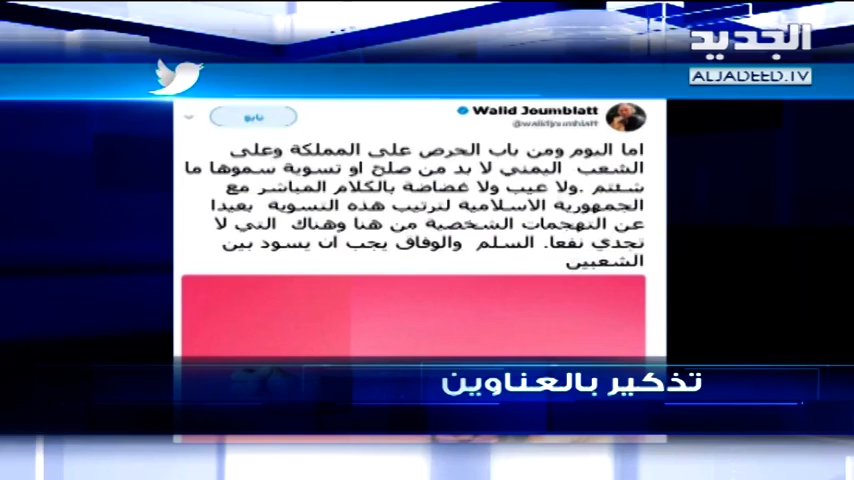 الجديد
ALJADEED.TV
Walid Joumblatt
@walidjoumblatt
تابع
اما اليوم ومن باب الحرص على المملكة وعلى
الشعب اليمني لا بد من صلح او تسوية سموها ما
شئتم .ولا عيب ولا غضاضة بالكلام المباشر مع
الجمهورية الاسلامية لترتيب هذه التسوية بعيدا
عن التهجمات الشخصية من هنا وهناك التي لا
تجدي نفعا. السلم والوفاق يجب ان يسود بين
الشعبين
تذكير بالعناوين